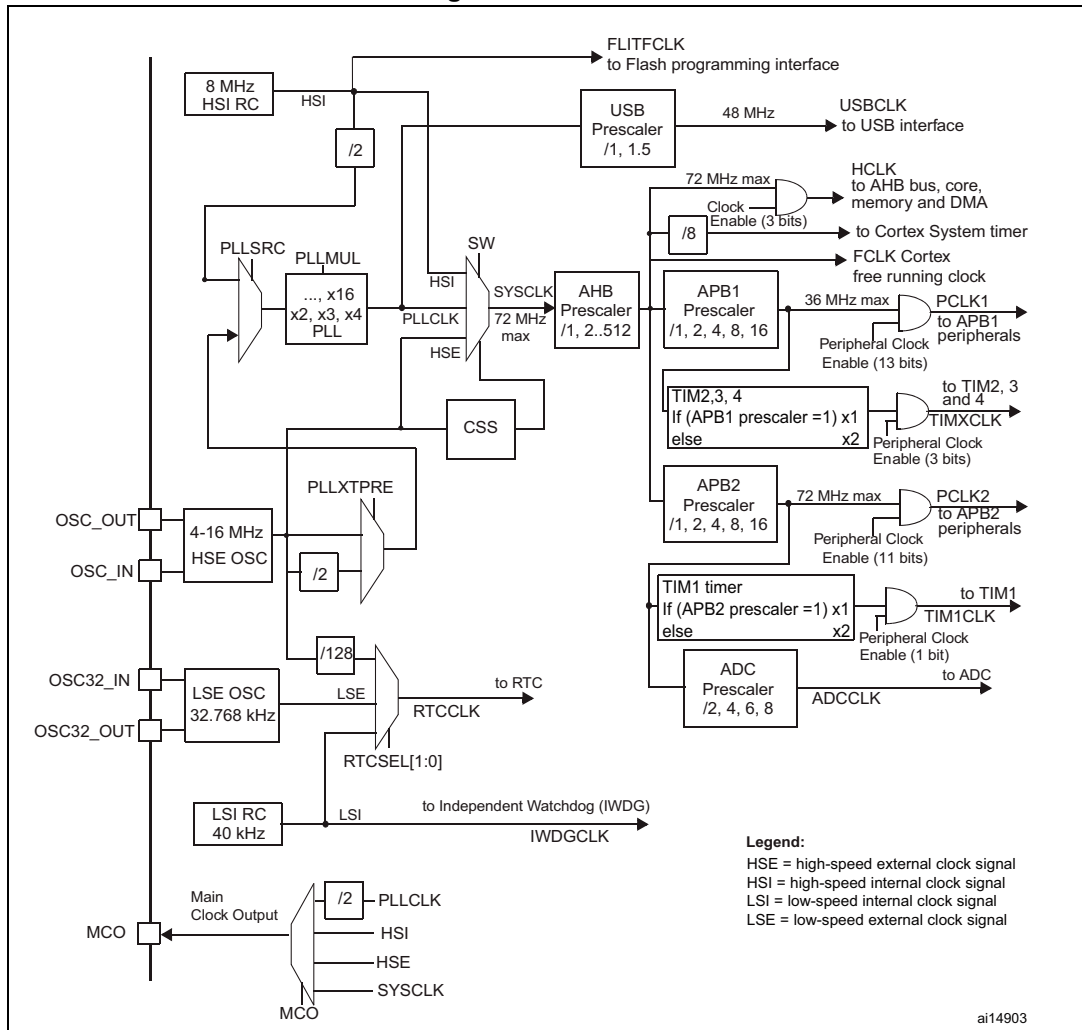 FLITFCLK
to Flash programming interface
8 MHz
HSI RC
HSI
/2
USB
Prescaler
/1, 1.5
48 MHz
USBCLK
to USB interface
72 MHz max
Clock
Enable (3 bits)
HCLK
to AHB bus, core,
memory and DMA
/8
to Cortex System timer
FCLK Cortex
free running clock
PLLSRC
PLLMUL
..., x16
x2, x3, x4
PLL
SW
HSI
PLLCLK
HSE
SYSCLK
72 MHz
max
AHB
Prescaler
/1, 2..512
APB1
Prescaler
/1, 2, 4, 8, 16
36 MHz max
PCLK1
to APB1
peripherals
Peripheral Clock
Enable (13 bits)
TIM2,3, 4
If (APB1 prescaler =1) x1
else x2
to TIM2, 3
and 4
TIMXCLK
Peripheral Clock
Enable (3 bits)
CSS
PLLXTPRE
OSC_OUT
OSC_IN
4-16 MHz
HSE OSC
/2
APB2
Prescaler
/1, 2, 4, 8, 16
72 MHz max
PCLK2
to APB2
peripherals
Peripheral Clock
Enable (11 bits)
TIM1 timer
If (APB2 prescaler =1) x1
else x2
to TIM1
TIM1CLK
Peripheral Clock
Enable (1 bit)
ADC
Prescaler
/2, 4, 6, 8
to ADC
ADCCLK
/128
OSC32_IN
OSC32_OUT
LSE OSC
32.768 kHz
LSE
to RTC
RTCCLK
RTCSEL[1:0]
LSI RC
40 kHz
LSI
to Independent Watchdog (IWDG)
IWDGCLK
Legend:
HSE = high-speed external clock signal
HSI = high-speed internal clock signal
LSI = low-speed internal clock signal
LSE = low-speed external clock signal
MCO
Main
Clock Output
/2
PLLCLK
HSI
HSE
SYSCLK
MCO
ai14903